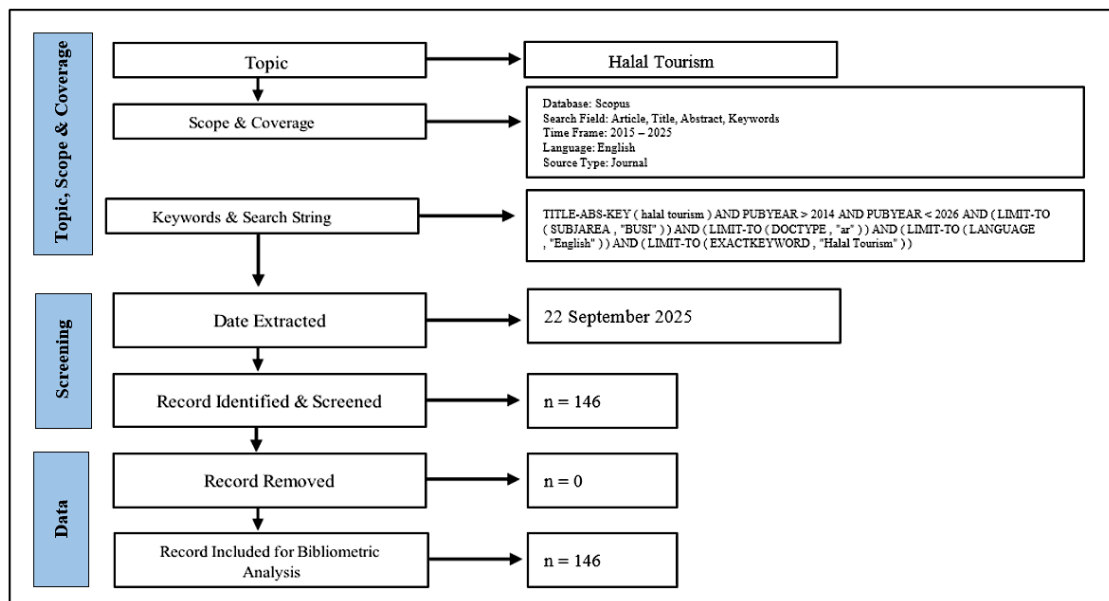 Topic, Scope & Coverage
Topic
Halal Tourism
Scope & Coverage
Database: Scopus
Search Field: Article, Title, Abstract, Keywords
Time Frame: 2015 – 2025
Language: English
Source Type: Journal
Keywords & Search String
TITLE-ABS-KEY ( halal tourism ) AND PUBYEAR > 2014 AND PUBYEAR < 2026 AND ( LIMIT-TO
( SUBJAREA , "BUSI" ) ) AND ( LIMIT-TO ( DOCTYPE , "ar" ) ) AND ( LIMIT-TO ( LANGUAGE
, "English" ) ) AND ( LIMIT-TO ( EXACTKEYWORD , "Halal Tourism" ) )
Screening
Date Extracted
22 September 2025
Record Identified & Screened
n = 146
Data
Record Removed
n = 0
Record Included for Bibliometric
Analysis
n = 146